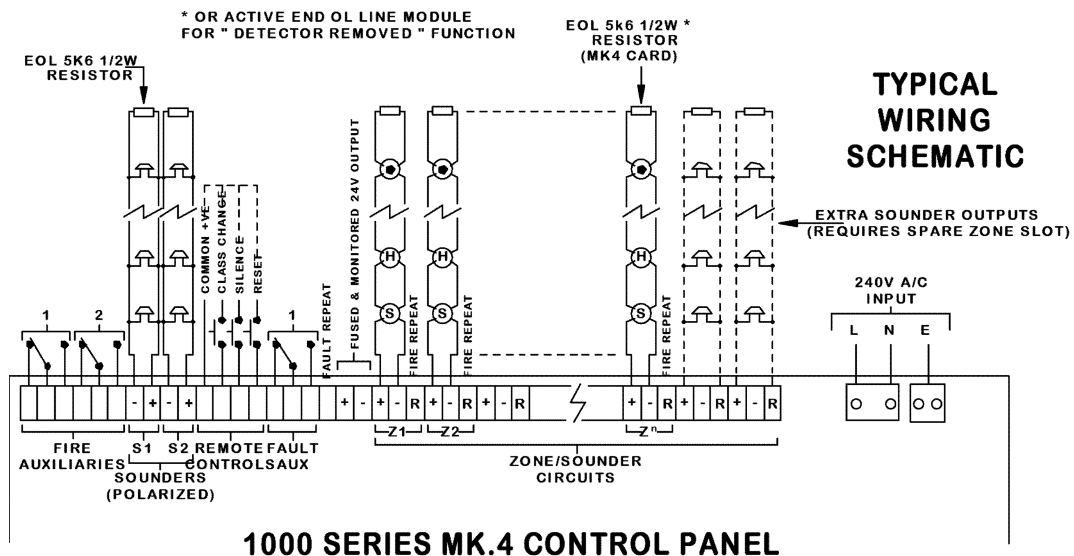 * OR ACTIVE END OL LINE MODULE
FOR " DETECTOR REMOVED " FUNCTION
EOL 5K6 1/2W
RESISTOR
EOL 5k6 1/2W *
RESISTOR
(MK4 CARD)
TYPICAL
WIRING
SCHEMATIC
EXTRA SOUNDER OUTPUTS
(REQUIRES SPARE ZONE SLOT)
240V A/C
INPUT
L N E
COMMON +VE
CLASS CHANGE
SILENCE
RESET
FAULT REPEAT
FUSED & MONITORED 24V OUTPUT
FIRE REPEAT
FIRE REPEAT
FIRE REPEAT
H H H
S S S
1 2 1
- + - + + - + - R + - R + - R + - R + - R + - R
Z1 Z2 Zn
FIRE
AUXILIARIES
S1 S2
SOUNDERS
(POLARIZED)
REMOTE
CONTROLS
FAULT
AUX
ZONE/SOUNDER
CIRCUITS
1000 SERIES MK.4 CONTROL PANEL